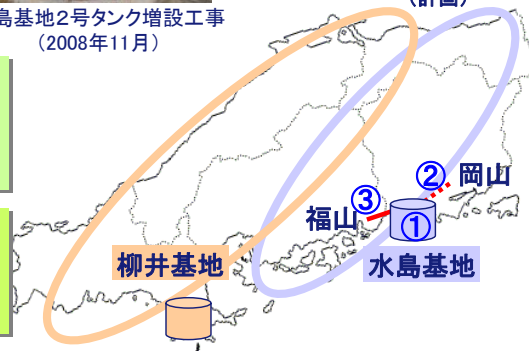 島基地2号タンク増設工事
(2008年11月)
(計画)
② 岡山
③
福山
①
柳井基地
水島基地